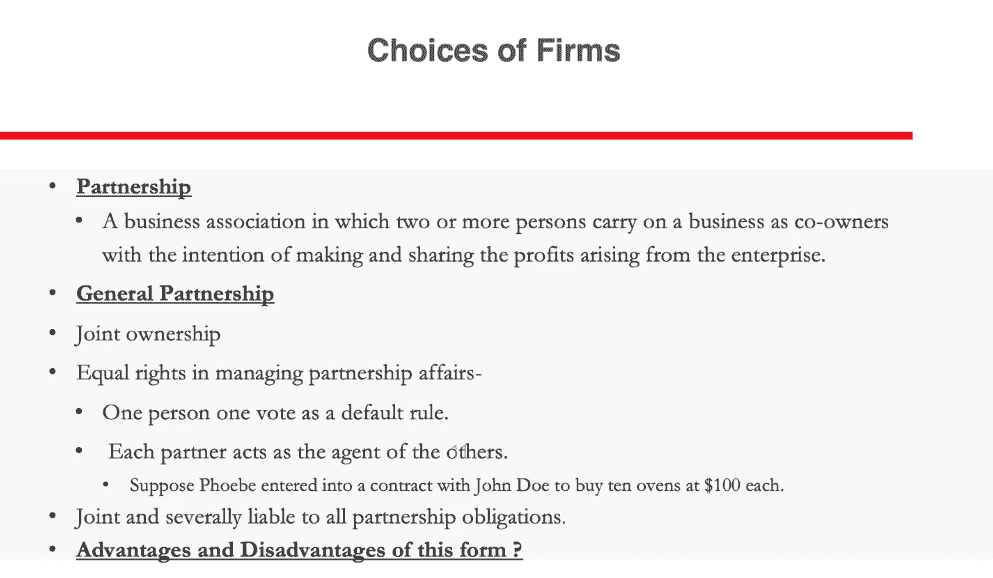 Choices of Firms
• Partnership
• A business association in which two or more persons carry on a business as co-owners
with the intention of making and sharing the profits arising from the enterprise.
• General Partnership
• Joint ownership
• Equal rights in managing partnership affairs-
• One person one vote as a default rule.
• Each partner acts as the agent of the others.
• Suppose Phoebe entered into a contract with John Doe to buy ten ovens at $100 each.
• Joint and severally liable to all partnership obligations.
• Advantages and Disadvantages of this form ?